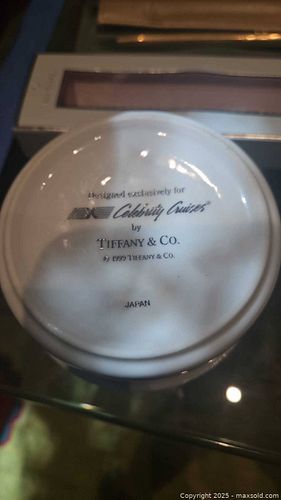 Designed exclusively for
Celebrity Cruises®
by
TIFFANY & CO.
© 1999 TIFFANY & CO.
JAPAN
Copyright 2025 - maxsold.com